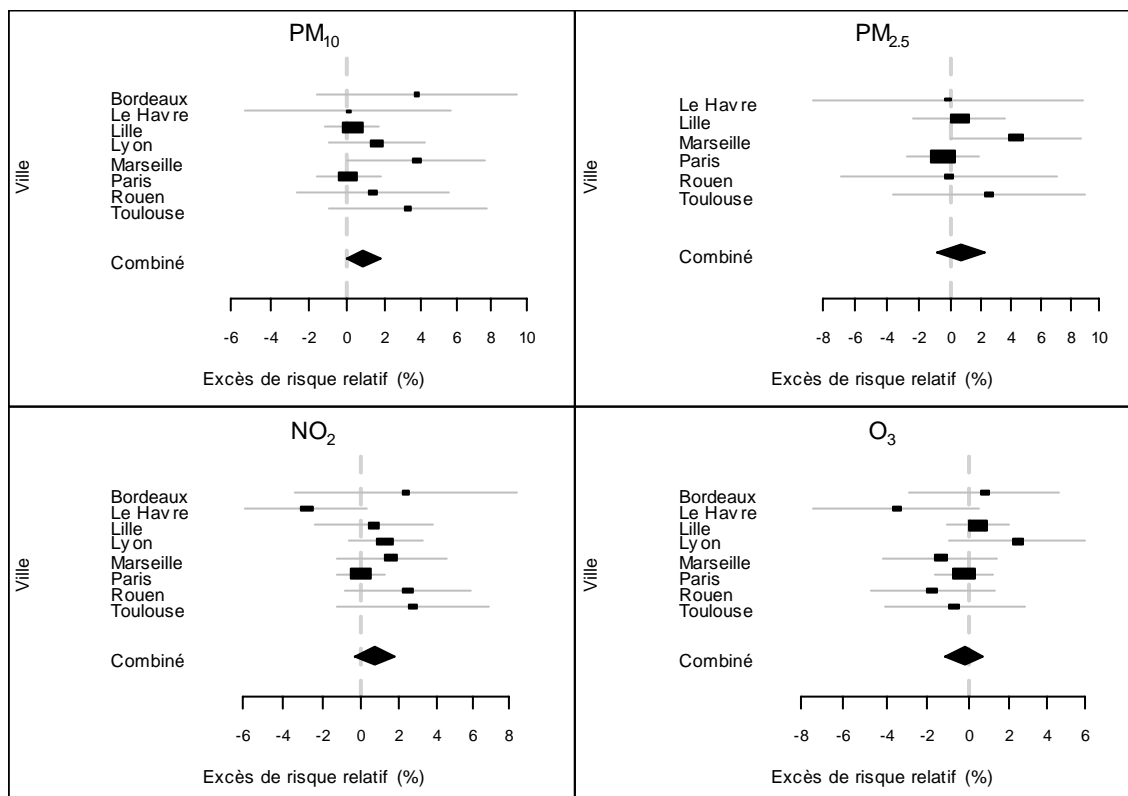 PM10
Ville
Bordeaux
Le Havre
Lille
Lyon
Marseille
Paris
Rouen
Toulouse
Combiné
-6 -4 -2 0 2 4 6 8 10
Excès de risque relatif (%)
PM2.5
Ville
Le Havre
Lille
Marseille
Paris
Rouen
Toulouse
Combiné
-8 -6 -4 -2 0 2 4 6 8 10
Excès de risque relatif (%)
NO2
Ville
Bordeaux
Le Havre
Lille
Lyon
Marseille
Paris
Rouen
Toulouse
Combiné
-6 -4 -2 0 2 4 6 8
Excès de risque relatif (%)
O3
Ville
Bordeaux
Le Havre
Lille
Lyon
Marseille
Paris
Rouen
Toulouse
Combiné
-8 -6 -4 -2 0 2 4 6
Excès de risque relatif (%)